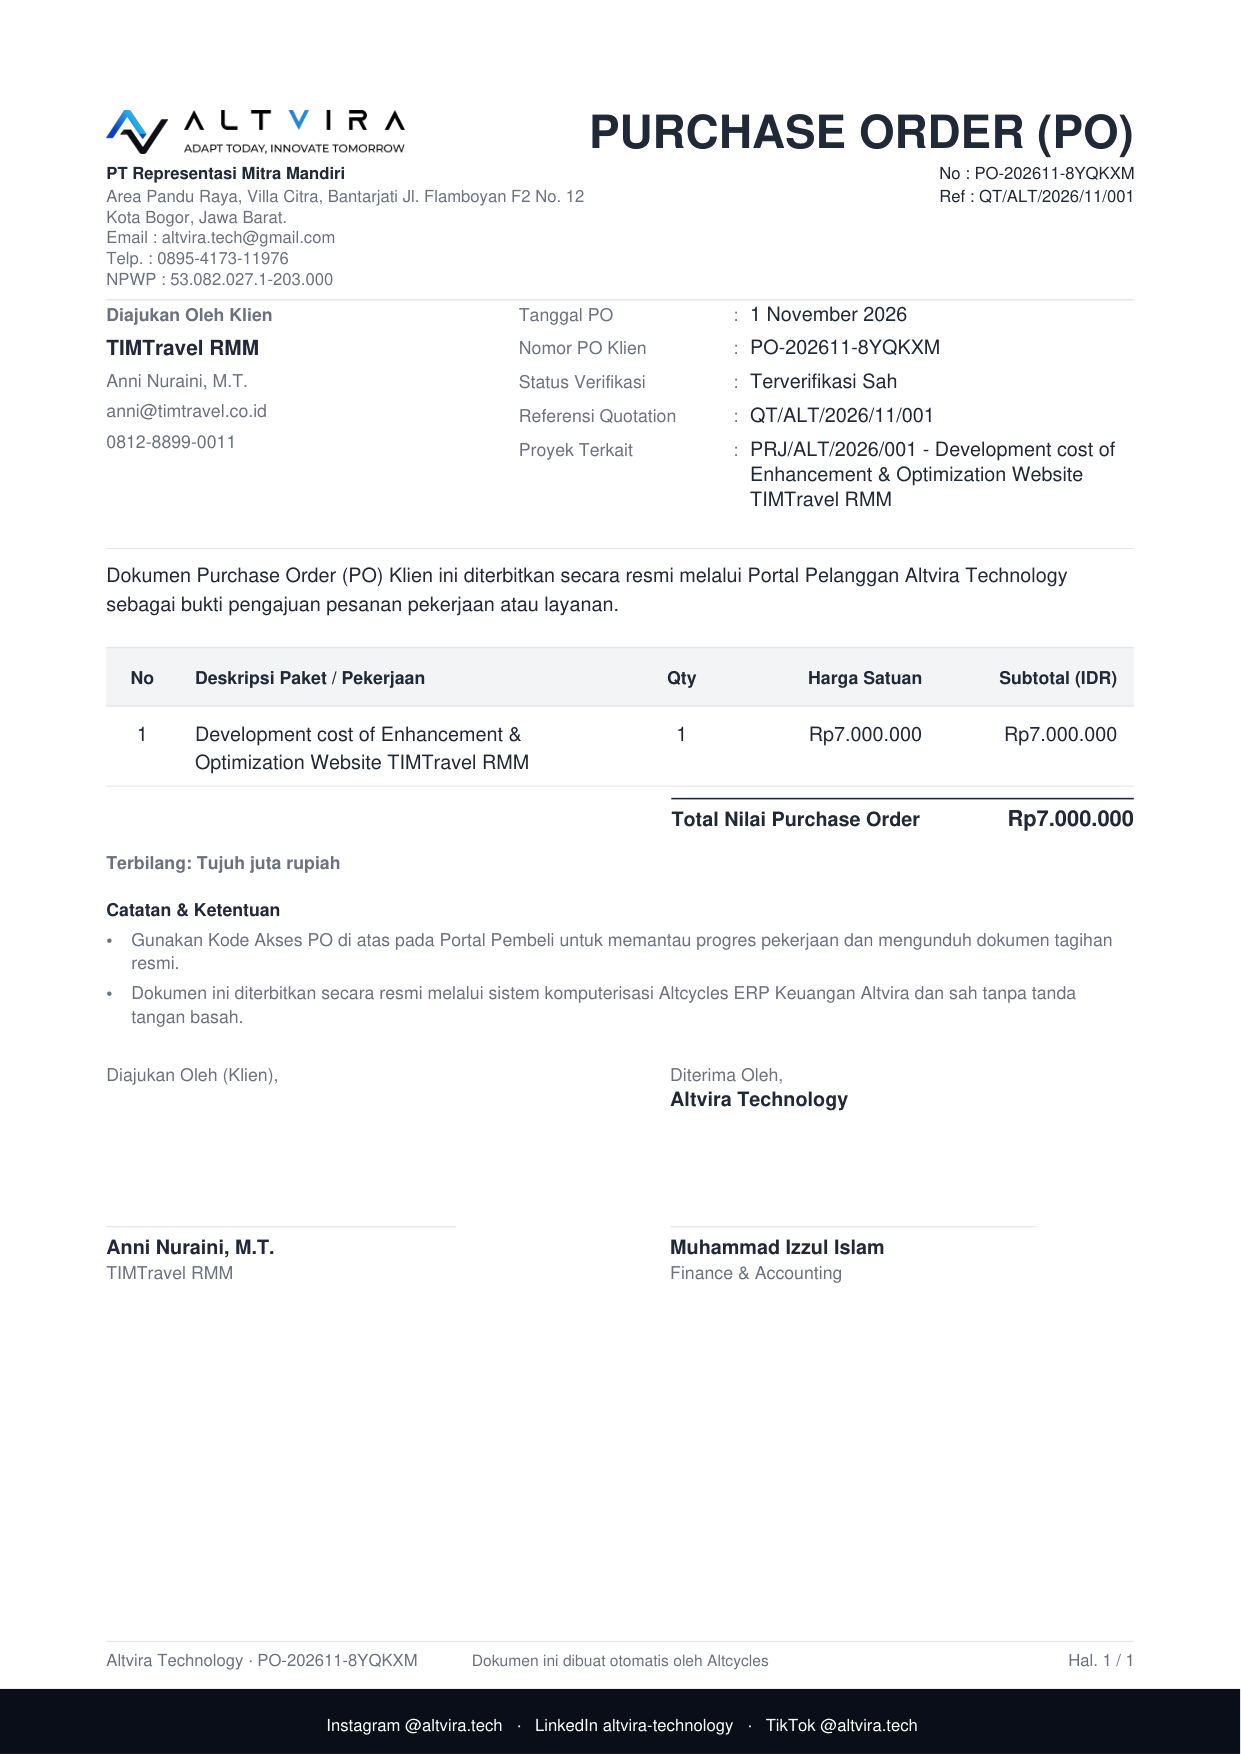 ALTVIRA
ADAPT TODAY, INNOVATE TOMORROW
PURCHASE ORDER (PO)
PT Representasi Mitra Mandiri
No : PO-202611-8YQKXM
Area Pandu Raya, Villa Citra, Bantarjati Jl. Flamboyan F2 No. 12
Ref : QT/ALT/2026/11/001
Kota Bogor, Jawa Barat.
Email : altvira.tech@gmail.com
Telp. : 0895-4173-11976
NPWP : 53.082.027.1-203.000
Diajukan Oleh Klien
TIMTravel RMM
Anni Nuraini, M.T.
anni@timtravel.co.id
0812-8899-0011
Tanggal PO : 1 November 2026
Nomor PO Klien : PO-202611-8YQKXM
Status Verifikasi : Terverifikasi Sah
Referensi Quotation : QT/ALT/2026/11/001
Proyek Terkait : PRJ/ALT/2026/001 - Development cost of
Enhancement & Optimization Website
TIMTravel RMM
Dokumen Purchase Order (PO) Klien ini diterbitkan secara resmi melalui Portal Pelanggan Altvira Technology
sebagai bukti pengajuan pesanan pekerjaan atau layanan.
No Deskripsi Paket / Pekerjaan Qty Harga Satuan Subtotal (IDR)
1 Development cost of Enhancement & 1 Rp7.000.000 Rp7.000.000
Optimization Website TIMTravel RMM
Total Nilai Purchase Order Rp7.000.000
Terbilang: Tujuh juta rupiah
Catatan & Ketentuan
• Gunakan Kode Akses PO di atas pada Portal Pembeli untuk memantau progres pekerjaan dan mengunduh dokumen tagihan
resmi.
• Dokumen ini diterbitkan secara resmi melalui sistem komputerisasi Altcycles ERP Keuangan Altvira dan sah tanpa tanda
tangan basah.
Diajukan Oleh (Klien),
Diterima Oleh,
Altvira Technology
Anni Nuraini, M.T.
TIMTravel RMM
Muhammad Izzul Islam
Finance & Accounting
Altvira Technology · PO-202611-8YQKXM Dokumen ini dibuat otomatis oleh Altcycles Hal. 1 / 1
Instagram @altvira.tech · LinkedIn altvira-technology · TikTok @altvira.tech